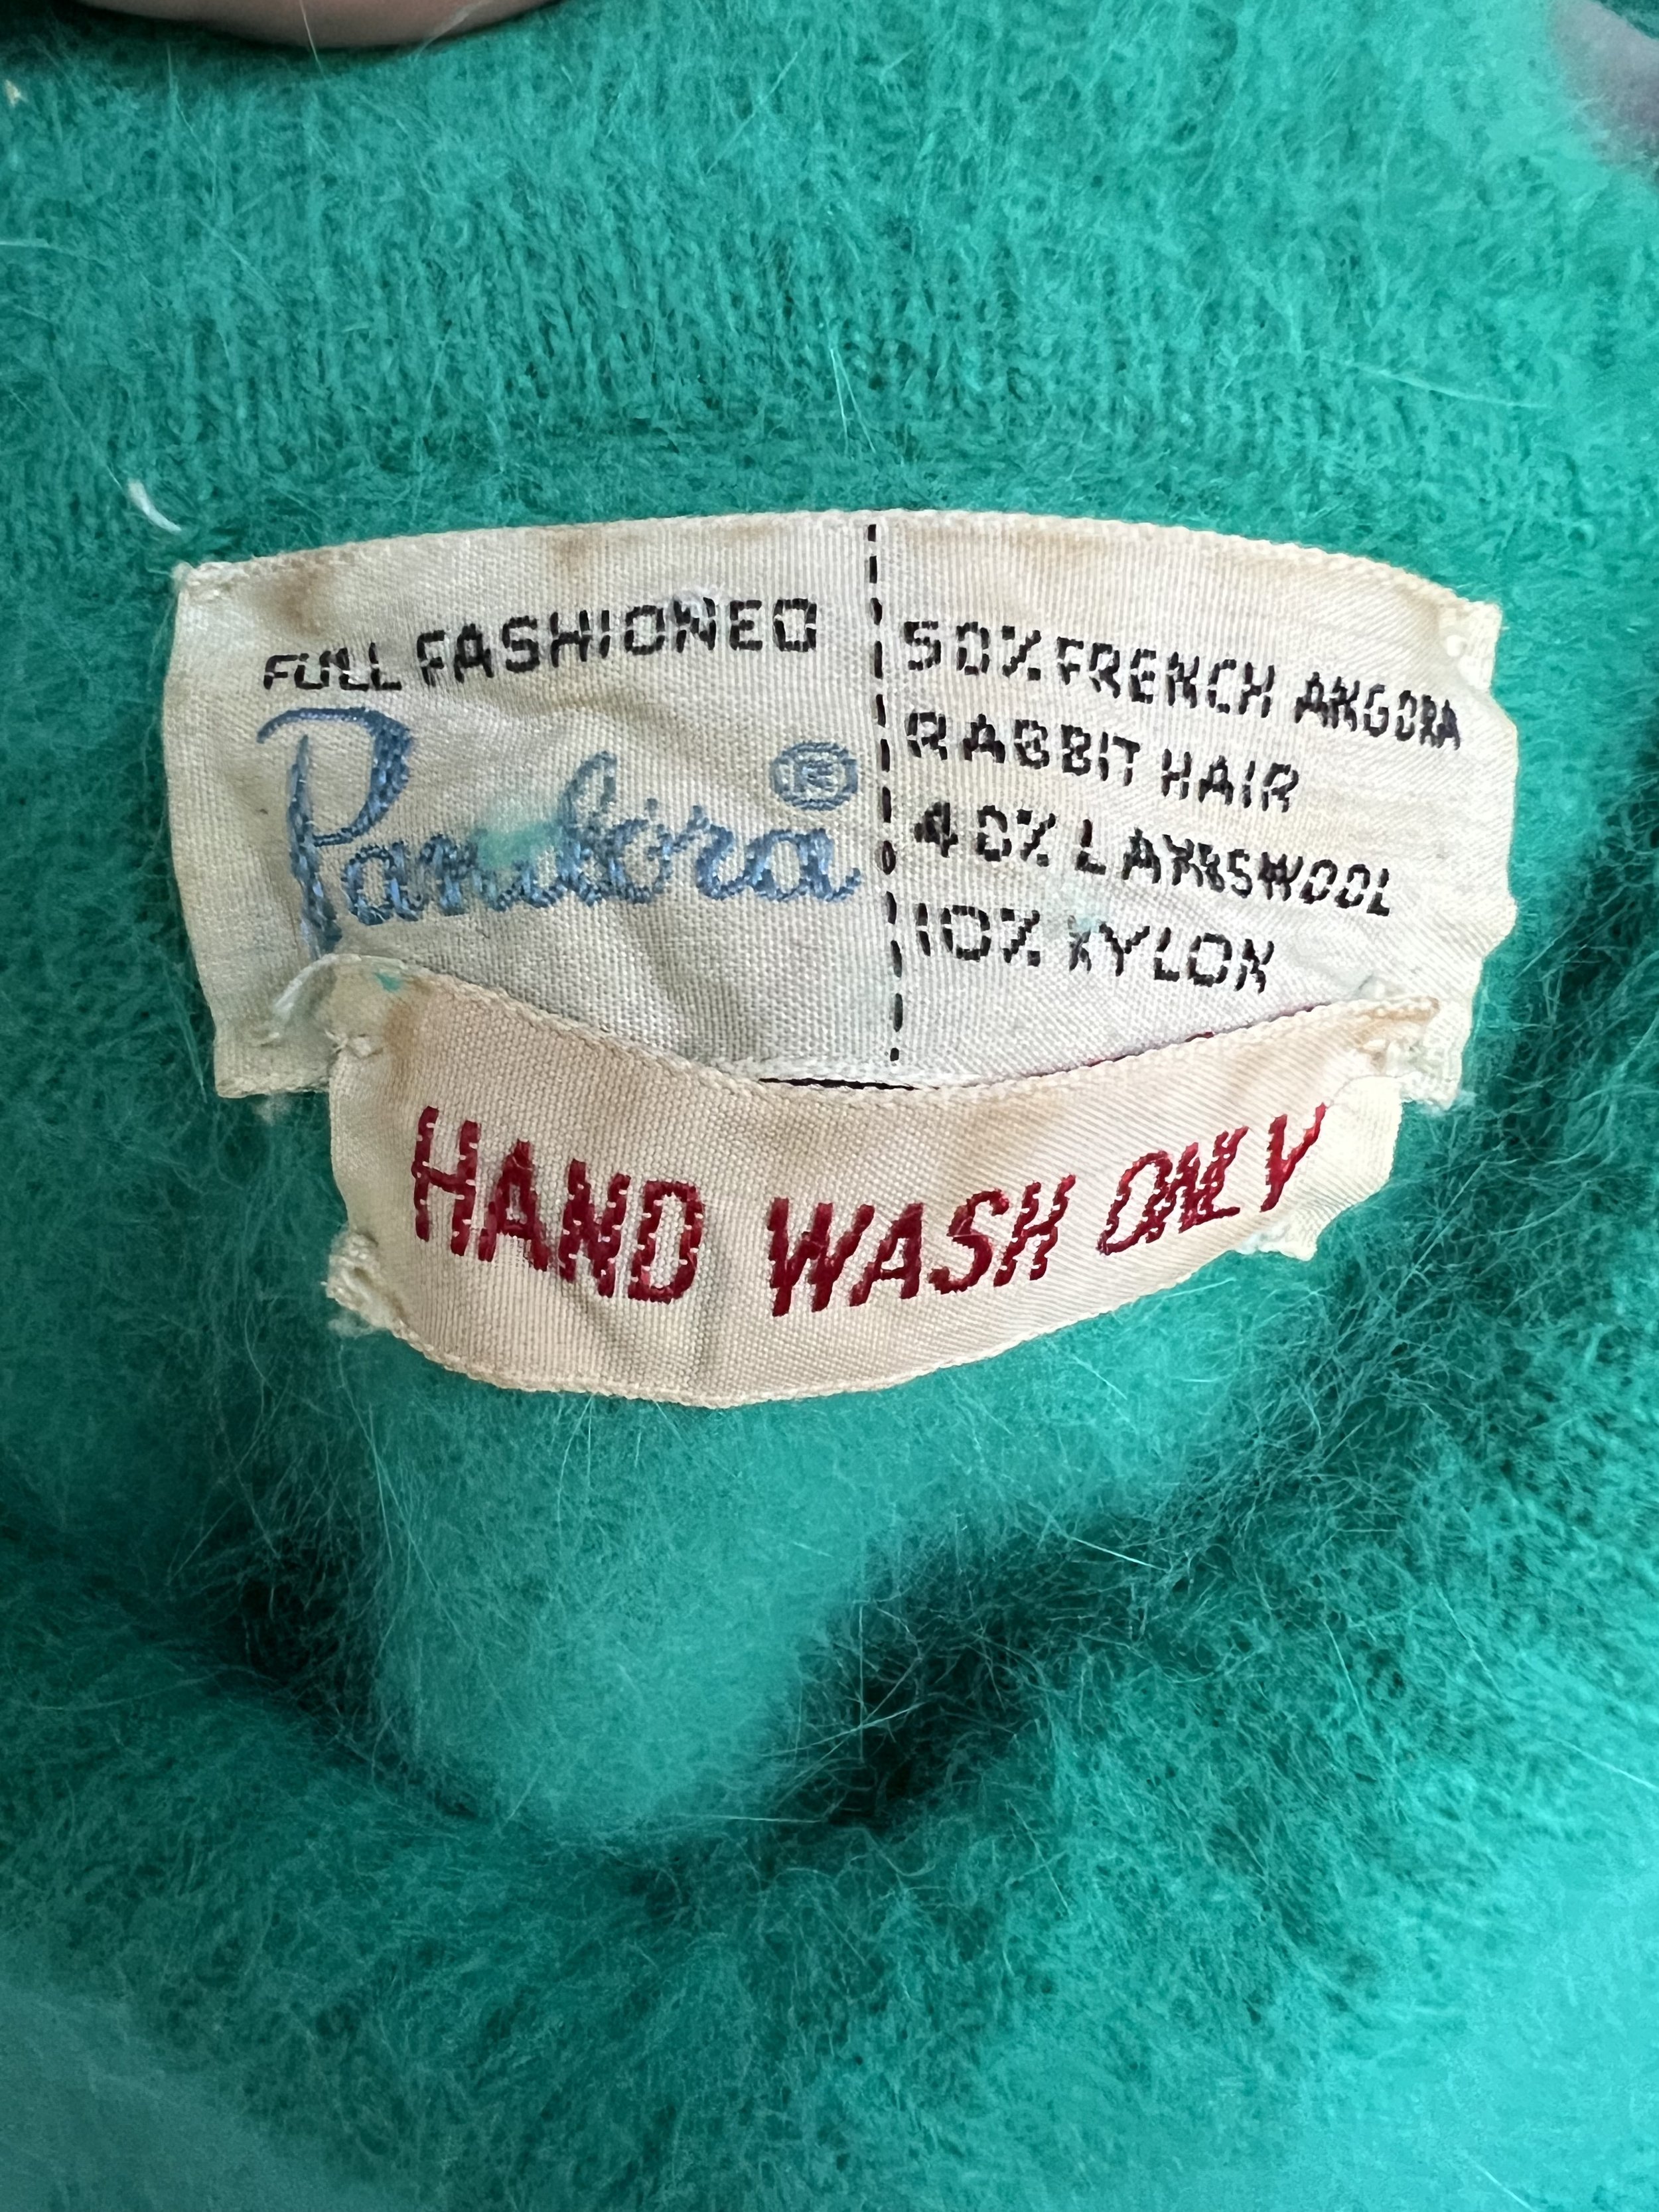 FULL FASHIONED
Pandora®
50% FRENCH ANGORA
RABBIT HAIR
40% LAMBSWOOL
10% NYLON
HAND WASH ONLY